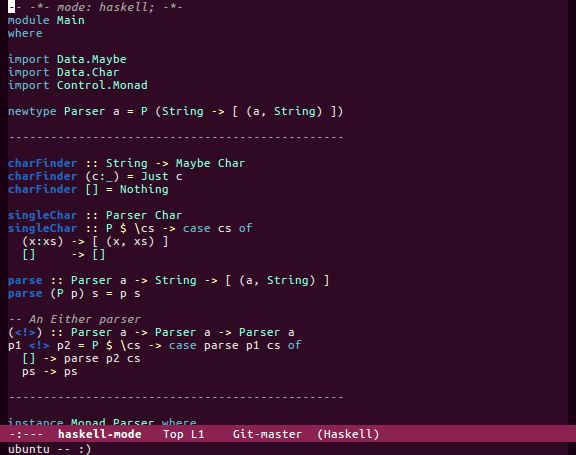 -- -*- mode: haskell; -*-
module Main
where
import Data.Maybe
import Data.Char
import Control.Monad
newtype Parser a = P (String -> [ (a, String) ])
------------------------------------------------
charFinder :: String -> Maybe Char
charFinder (c:_) = Just c
charFinder [] = Nothing
singleChar :: Parser Char
singleChar :: P $ \cs -> case cs of
  (x:xs) -> [ (x, xs) ]
  []     -> []
parse :: Parser a -> String -> [ (a, String) ]
parse (P p) s = p s
-- An Either parser
(<!>) :: Parser a -> Parser a -> Parser a
p1 <!> p2 = P $ \cs -> case parse p1 cs of
  [] -> parse p2 cs
  ps -> ps
------------------------------------------------
instance Monad Parser where
-:---  haskell-mode   Top L1    Git-master  (Haskell)
ubuntu -- :)